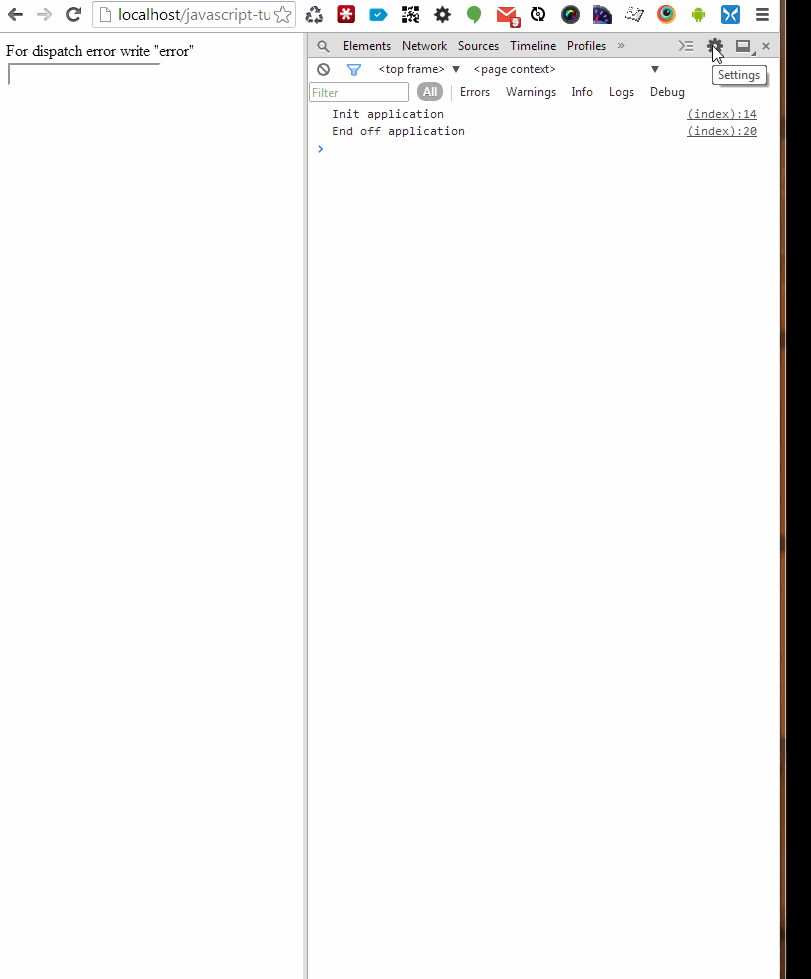 localhost/javascript-tu
9
For dispatch error write "error"
Elements Network Sources Timeline Profiles »
<top frame> ▼ <page context> ▼
Settings
Filter All Errors Warnings Info Logs Debug
Init application (index):14
End off application (index):20